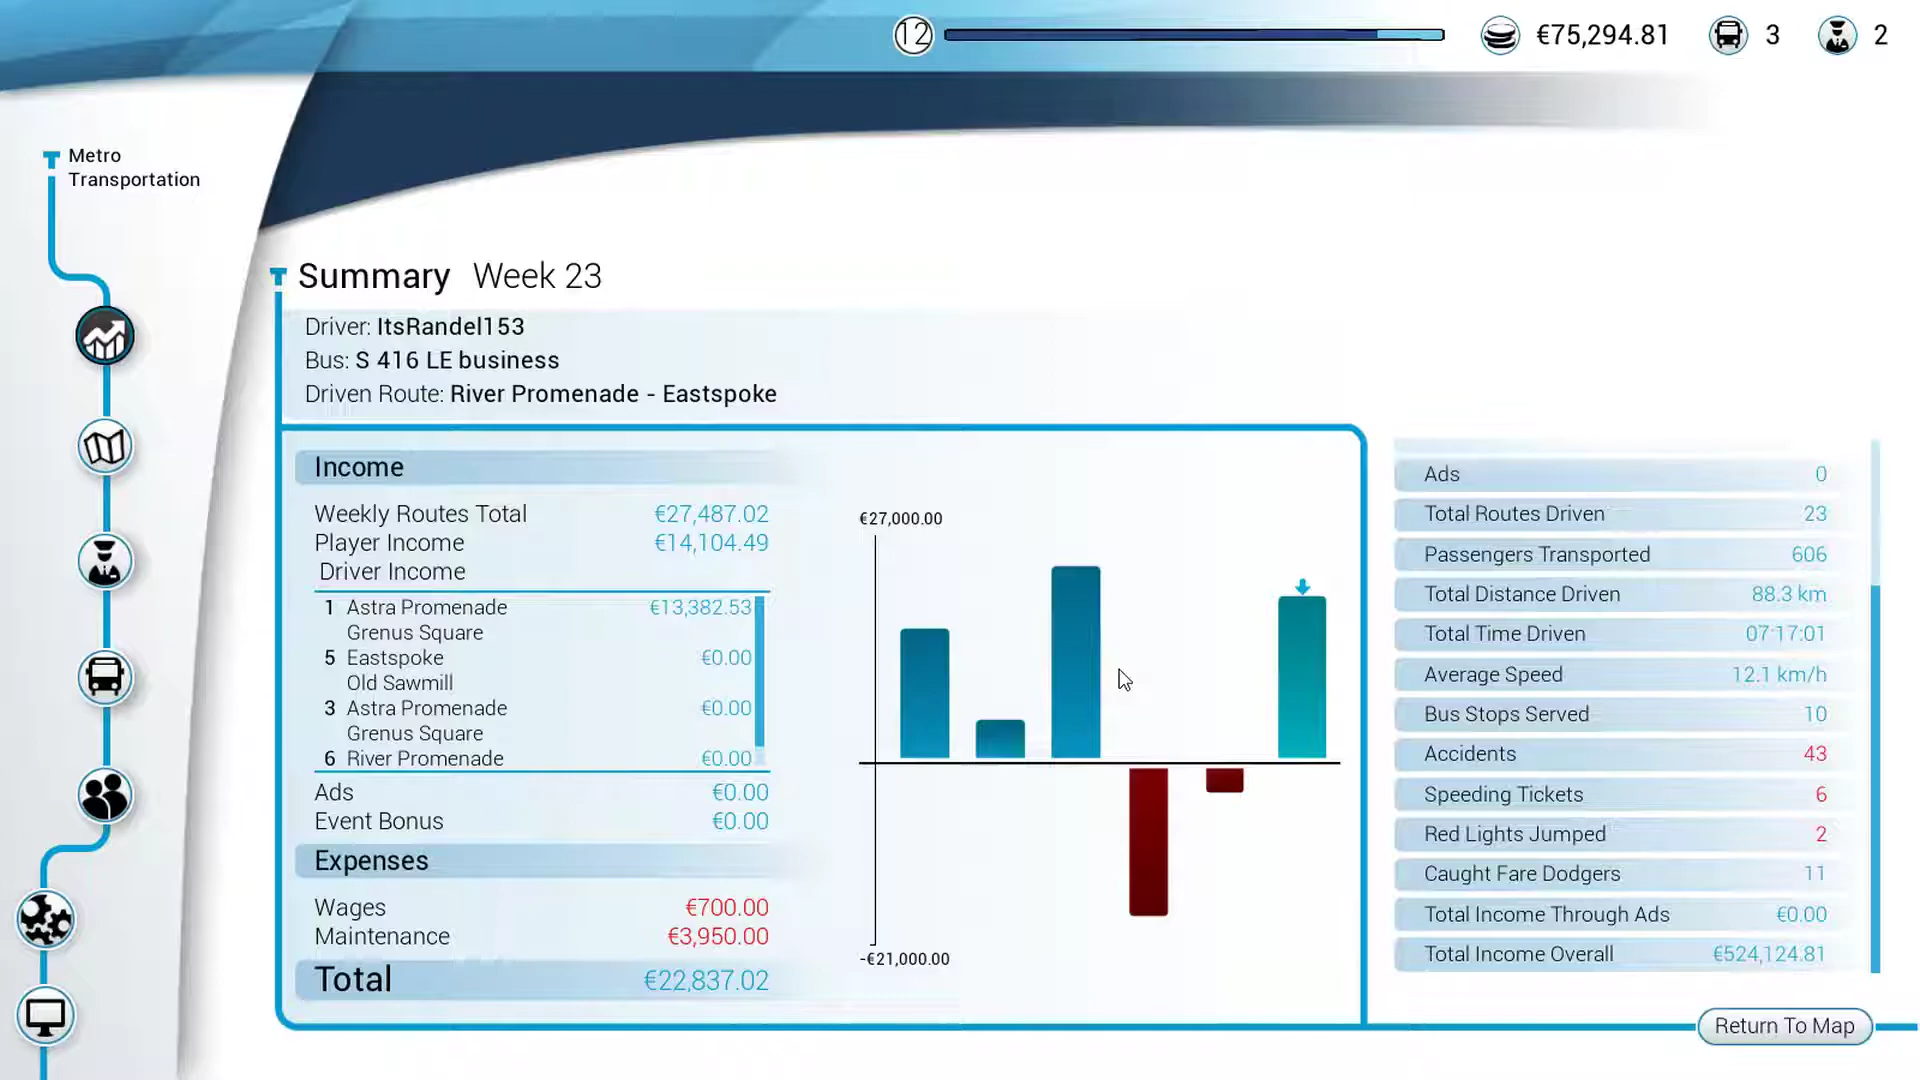 12 €75,294.81 3 2
Metro
Transportation
Summary Week 23
Driver: ItsRandel153
Bus: S 416 LE business
Driven Route: River Promenade - Eastspoke
Income
Weekly Routes Total €27,487.02
Player Income €14,104.49
Driver Income
1 Astra Promenade €13,382.53
Grenus Square
5 Eastspoke €0.00
Old Sawmill
3 Astra Promenade €0.00
Grenus Square
6 River Promenade €0.00
Ads €0.00
Event Bonus €0.00
Expenses
Wages €700.00
Maintenance €3,950.00
Total €22,837.02
€27,000.00
-€21,000.00
Ads 0
Total Routes Driven 23
Passengers Transported 606
Total Distance Driven 88.3 km
Total Time Driven 07:17:01
Average Speed 12.1 km/h
Bus Stops Served 10
Accidents 43
Speeding Tickets 6
Red Lights Jumped 2
Caught Fare Dodgers 11
Total Income Through Ads €0.00
Total Income Overall €524,124.81
Return To Map